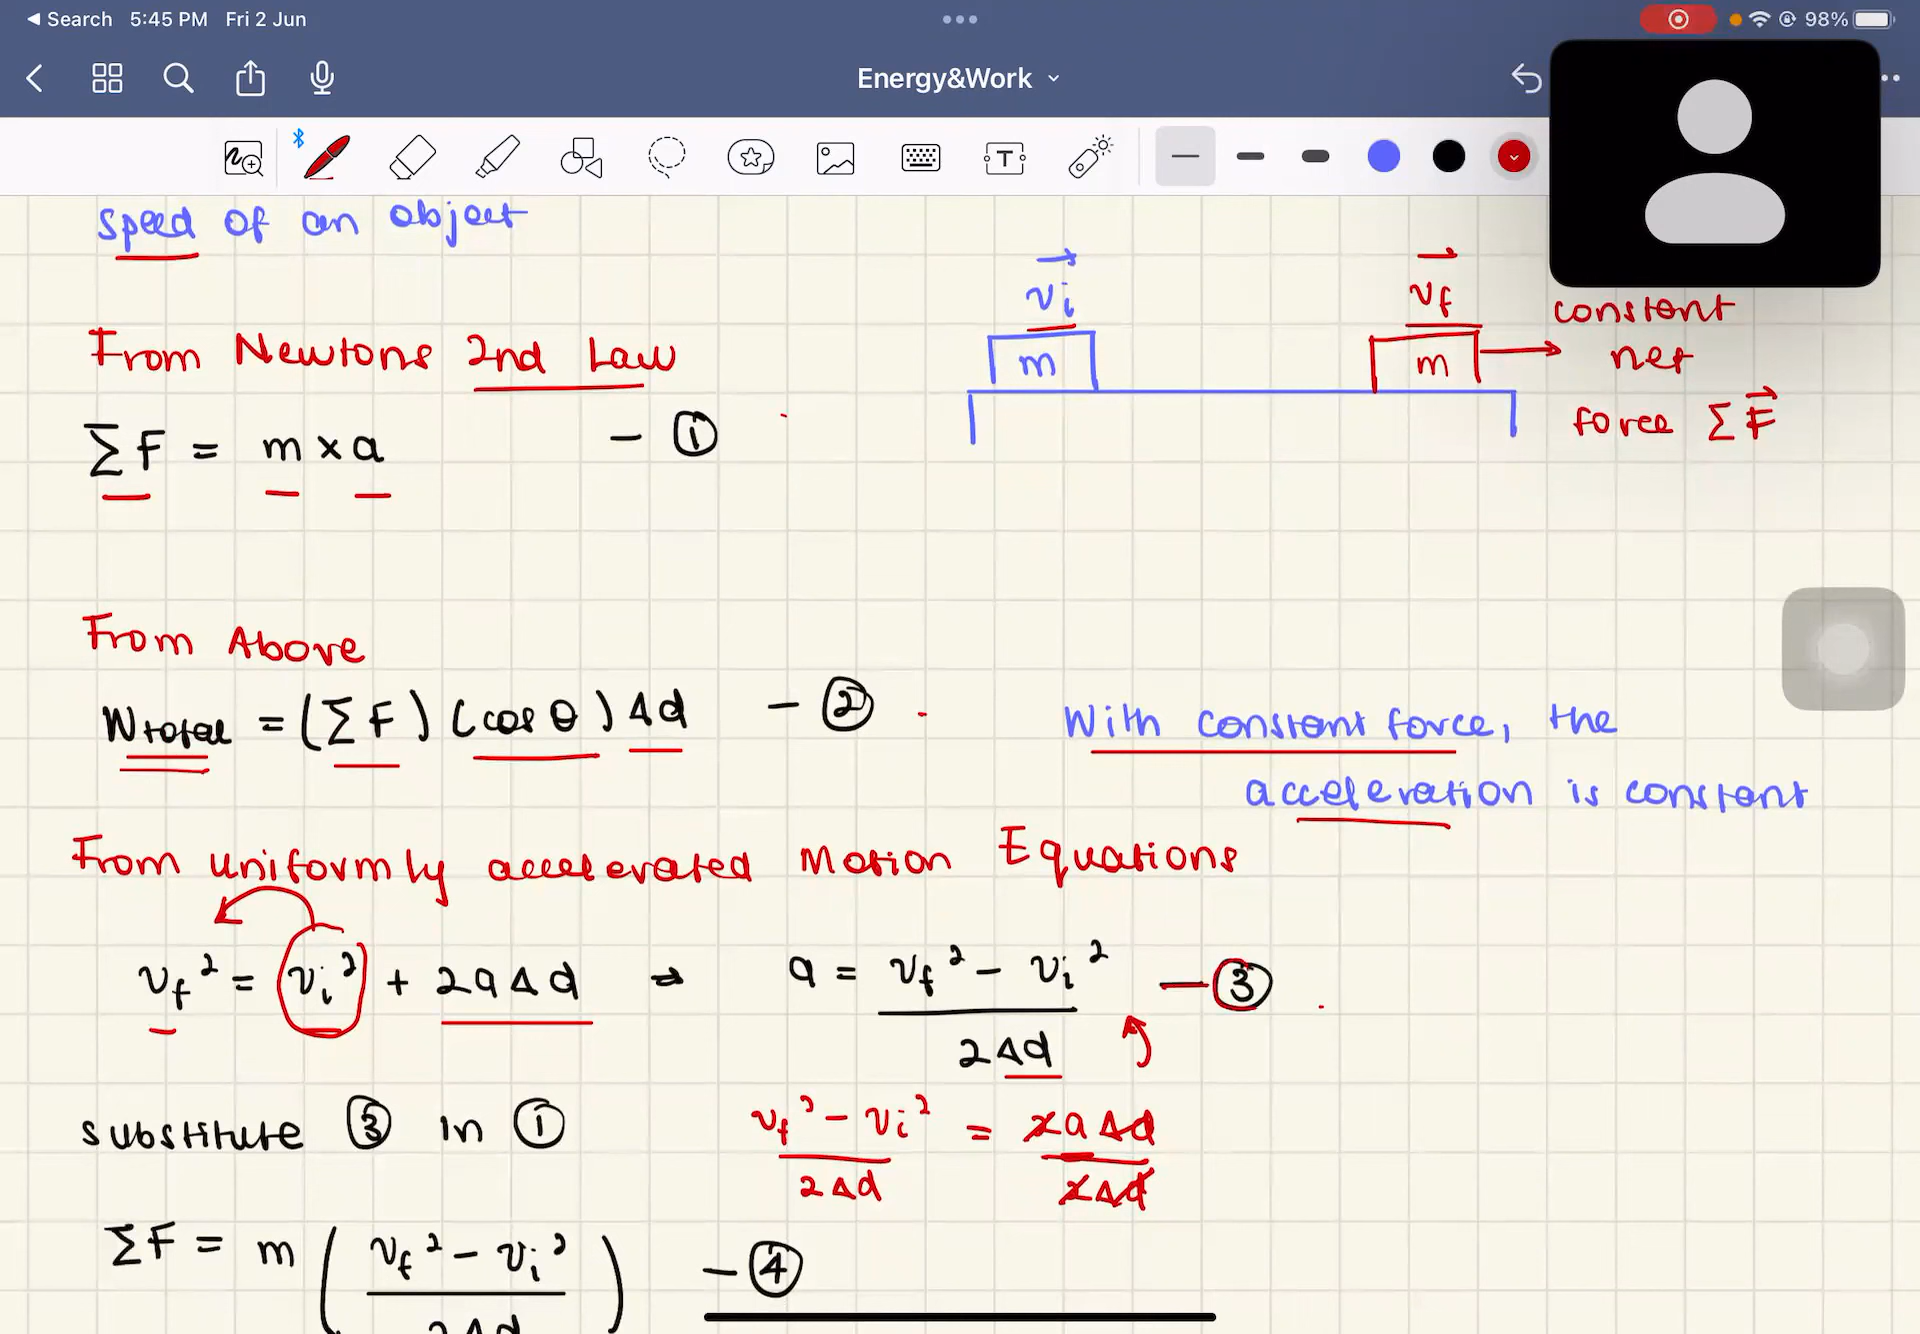 Search 5:45 PM Fri 2 Jun 98%
Energy&Work
T
speed of an object
vi
vf
m
m
constant
net
force ΣF
From Newtons 2nd Law
ΣF = m × a - ①
From Above
WTotal = (ΣF) (cos θ) Δd - ②
With constant force, the
acceleration is constant
From uniformly accelerated Motion Equations
vf² = vi² + 2aΔd → a = vf² - vi² - ③
2Δd
substitute ③ in ①
vf² - vi² = 2aΔd
2Δd 2Δd
ΣF = m ( vf² - vi² ) - ④
2Δd